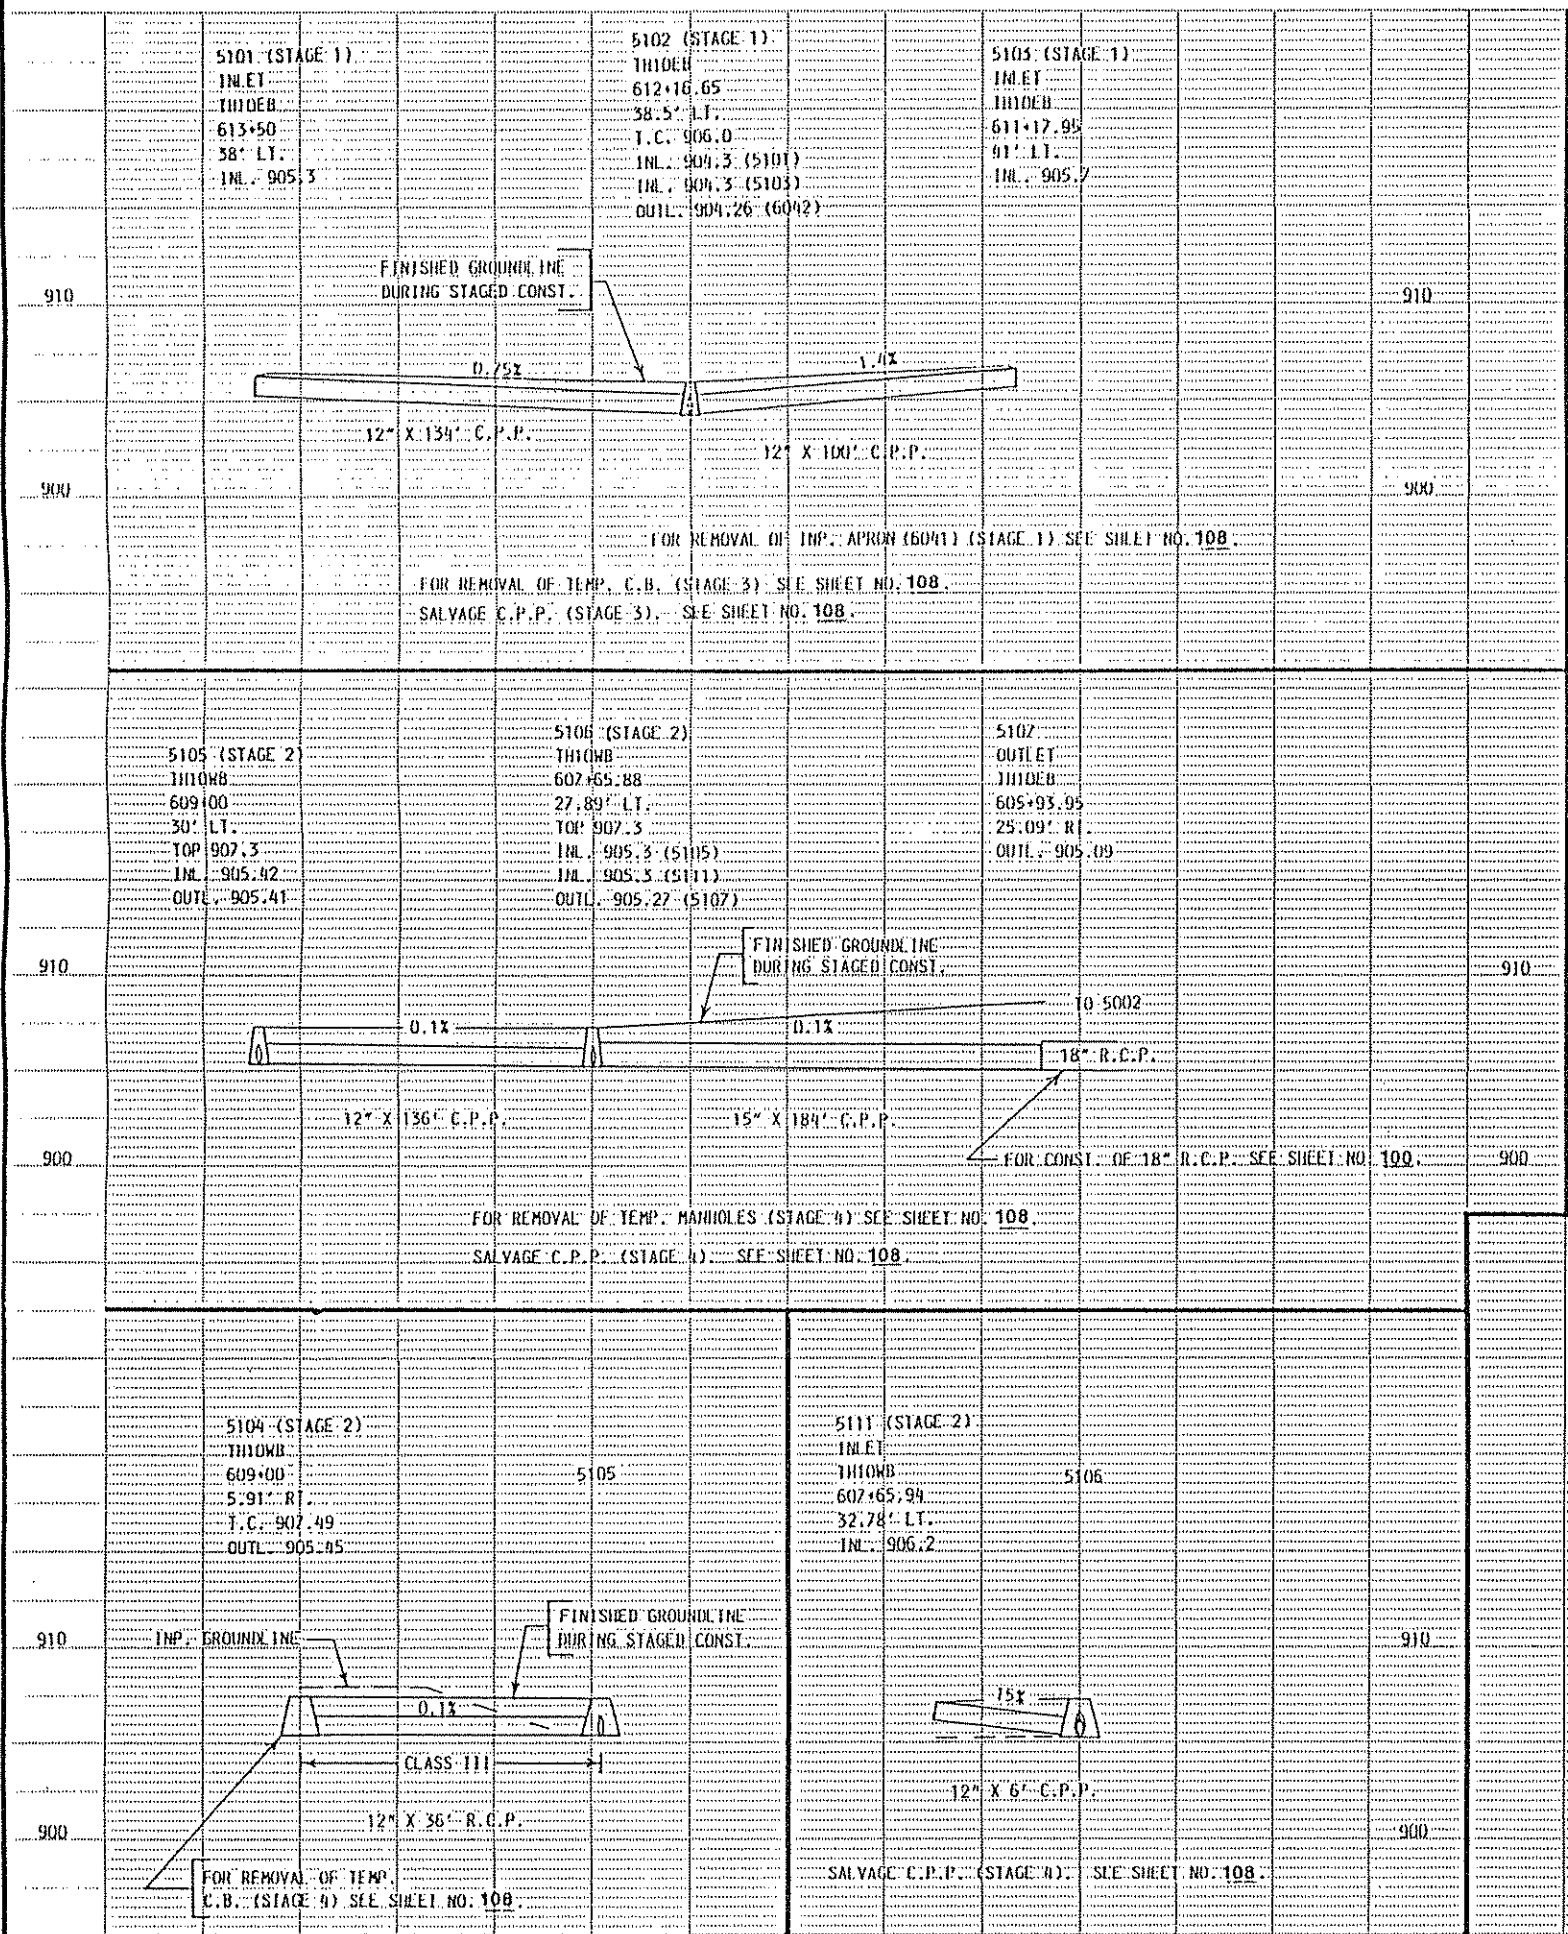 5101 (STAGE 1)
INLET
TH10EB
613+50
38' LT.
INL. 905.3
5102 (STAGE 1)
TH10EB
612+16.65
38.5' LT.
T.C. 906.0
INL. 904.3 (5101)
INL. 904.3 (5103)
OUTL. 904.26 (6042)
5103 (STAGE 1)
INLET
TH10EB
611+17.95
41' LT.
INL. 905.7
FINISHED GROUNDLINE
DURING STAGED CONST.
910
910
0.75%
1.4%
12" X 134' C.P.P.
12" X 100' C.P.P.
900
900
FOR REMOVAL OF INP. APRON (6041) (STAGE 1) SEE SHEET NO. 108.
FOR REMOVAL OF TEMP. C.B. (STAGE 3) SEE SHEET NO. 108.
SALVAGE C.P.P. (STAGE 3). SEE SHEET NO. 108.
5105 (STAGE 2)
TH10WB
609+00
30' LT.
TOP 907.3
INL. 905.42
OUTL. 905.41
5106 (STAGE 2)
TH10WB
607+65.88
27.89' LT.
TOP 907.3
INL. 905.3 (5105)
INL. 905.3 (5111)
OUTL. 905.27 (5107)
5107
OUTLET
TH10EB
605+93.95
25.09' RT.
OUTL. 905.09
FINISHED GROUNDLINE
DURING STAGED CONST.
910
910
TO 5002
0.1%
0.1%
18" R.C.P.
12" X 136' C.P.P.
15" X 184' C.P.P.
900
FOR CONST. OF 18" R.C.P. SEE SHEET NO. 100.
900
FOR REMOVAL OF TEMP. MANHOLES (STAGE 4) SEE SHEET NO. 108.
SALVAGE C.P.P. (STAGE 4). SEE SHEET NO. 108.
5104 (STAGE 2)
TH10WB
609+00
5.91' RT.
T.C. 907.49
OUTL. 905.45
5105
FINISHED GROUNDLINE
DURING STAGED CONST.
910
INP. GROUNDLINE
0.1%
CLASS III
12" X 36' R.C.P.
900
FOR REMOVAL OF TEMP.
C.B. (STAGE 4) SEE SHEET NO. 108.
5111 (STAGE 2)
INLET
TH10WB
607+65.94
32.78' LT.
INL. 906.2
5106
910
15%
12" X 6' C.P.P.
900
SALVAGE C.P.P. (STAGE 4). SEE SHEET NO. 108.